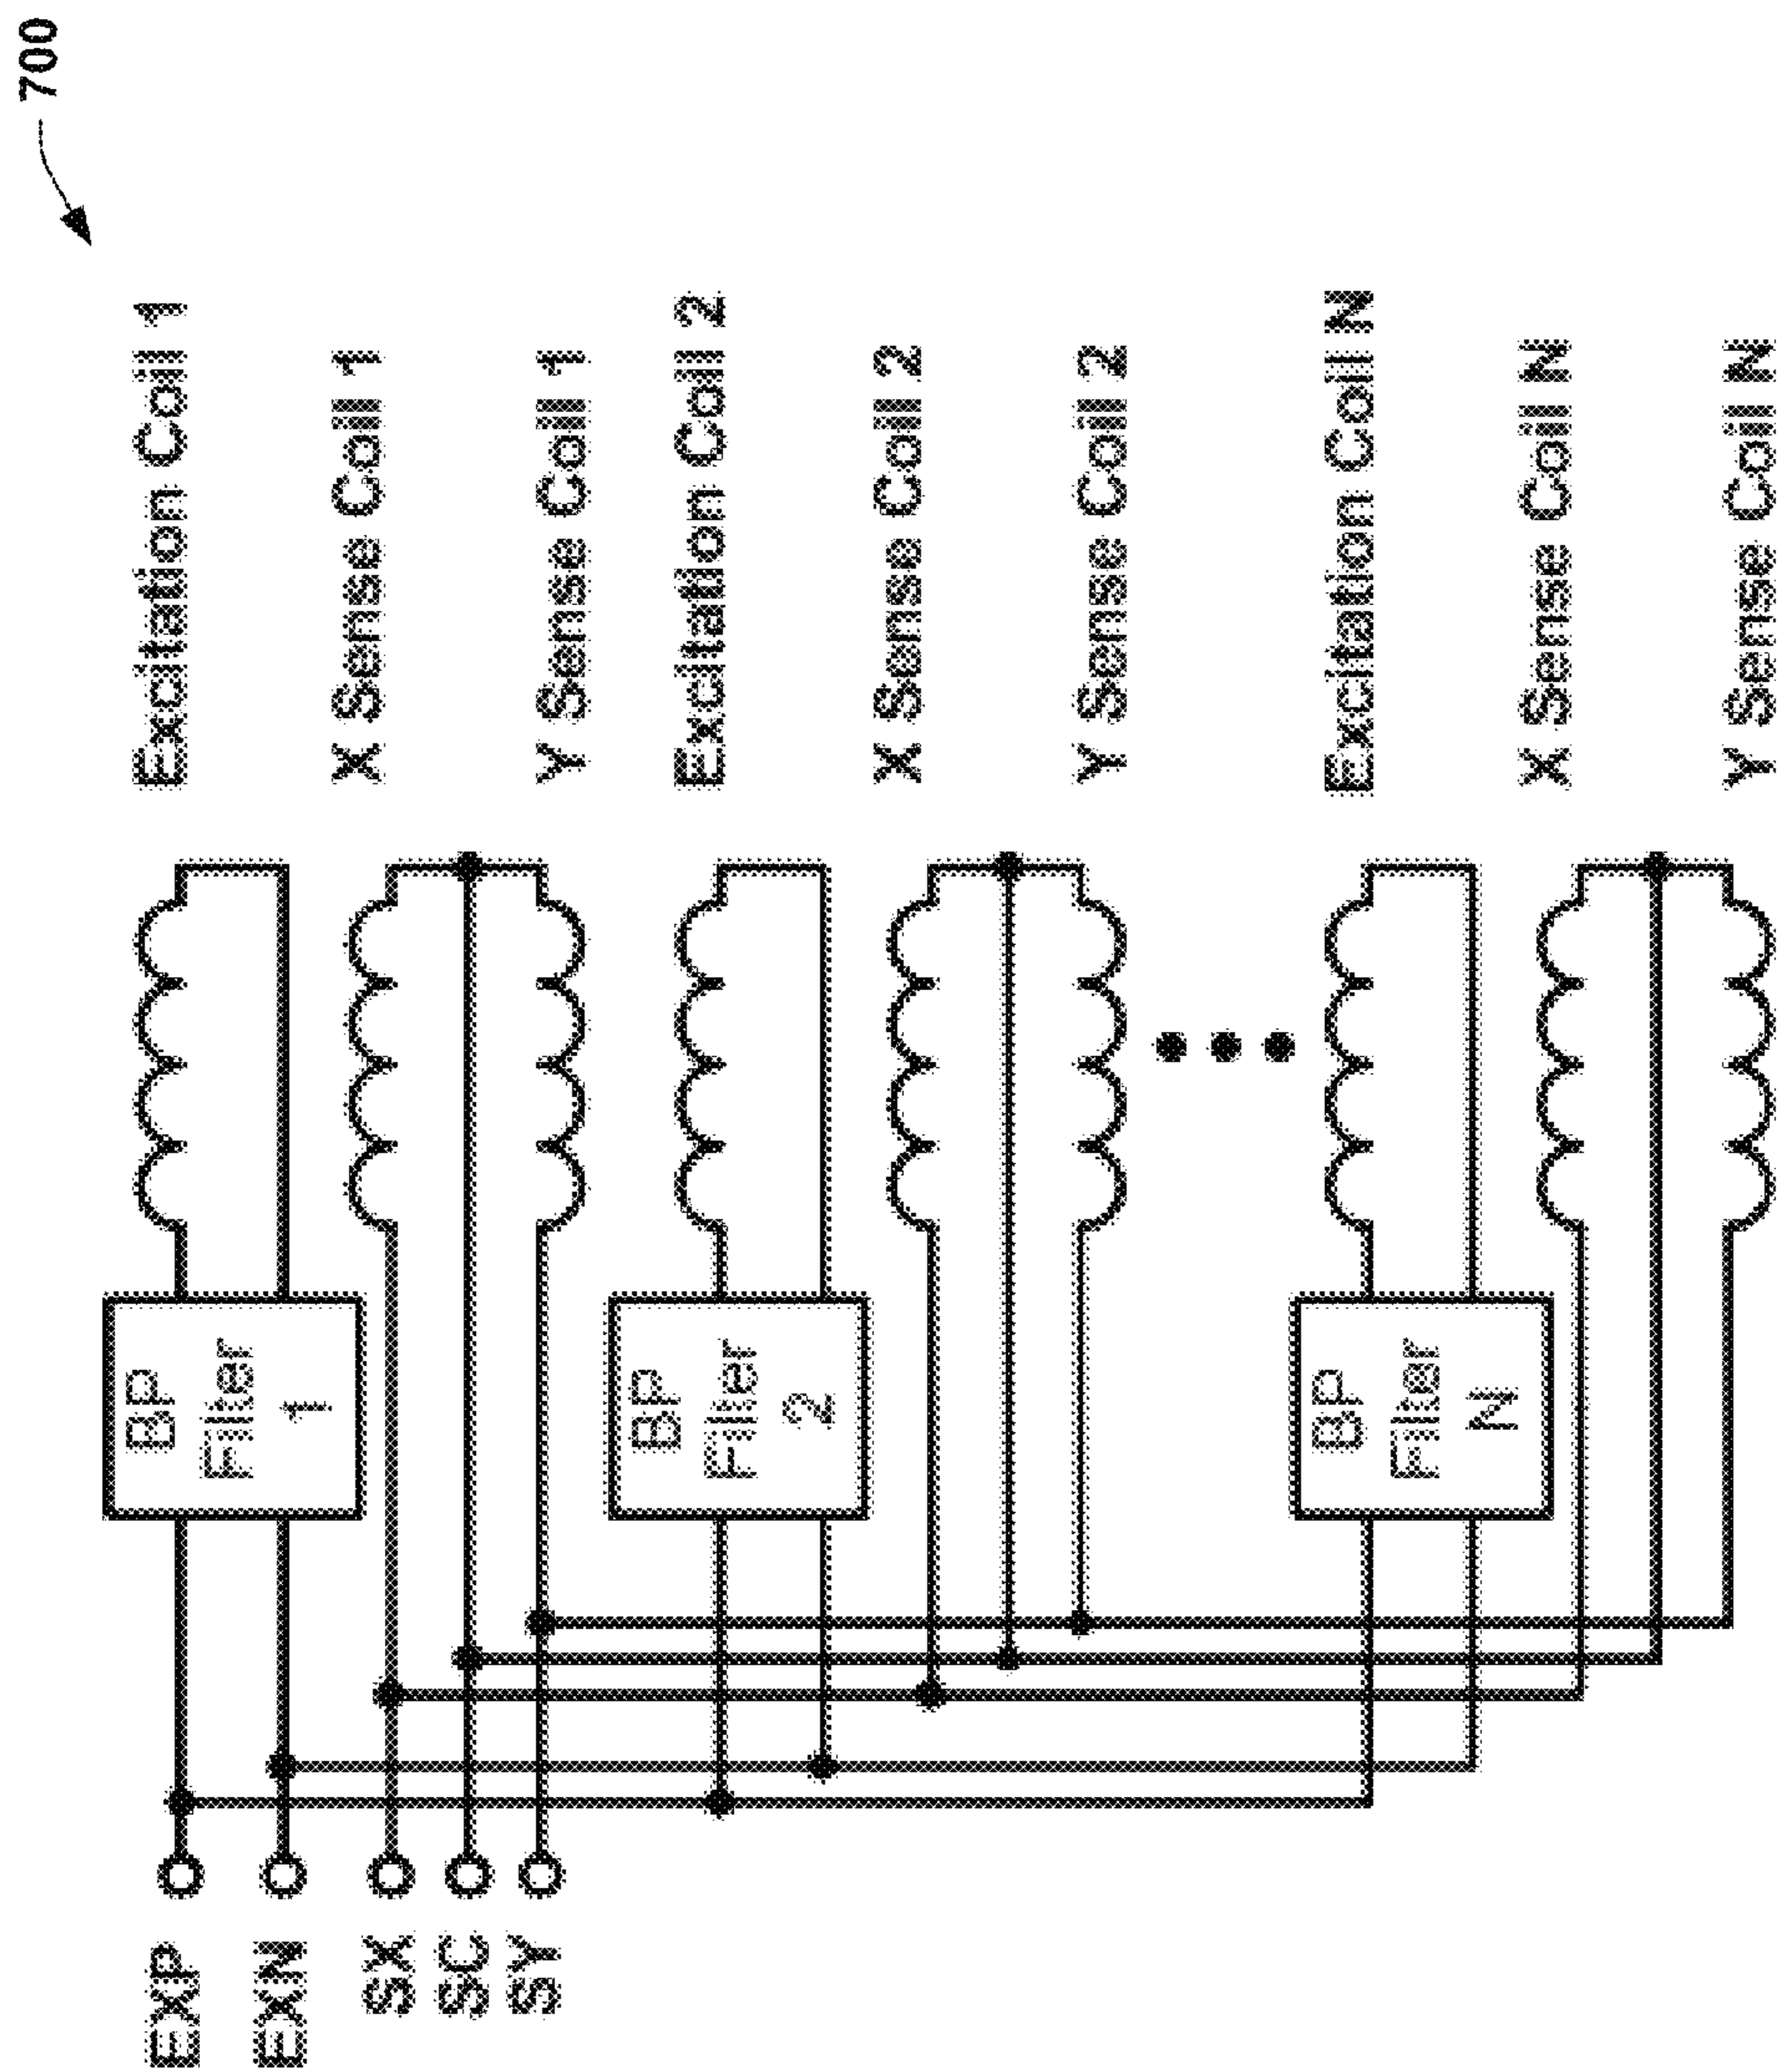 700
Excitation Coil 1
X Sense Coil 1
Y Sense Coil 1
Excitation Coil 2
X Sense Coil 2
Y Sense Coil 2
Excitation Coil N
X Sense Coil N
Y Sense Coil N
BP
Filter
1
BP
Filter
2
BP
Filter
N
EXP
EXN
SX
SC
SY